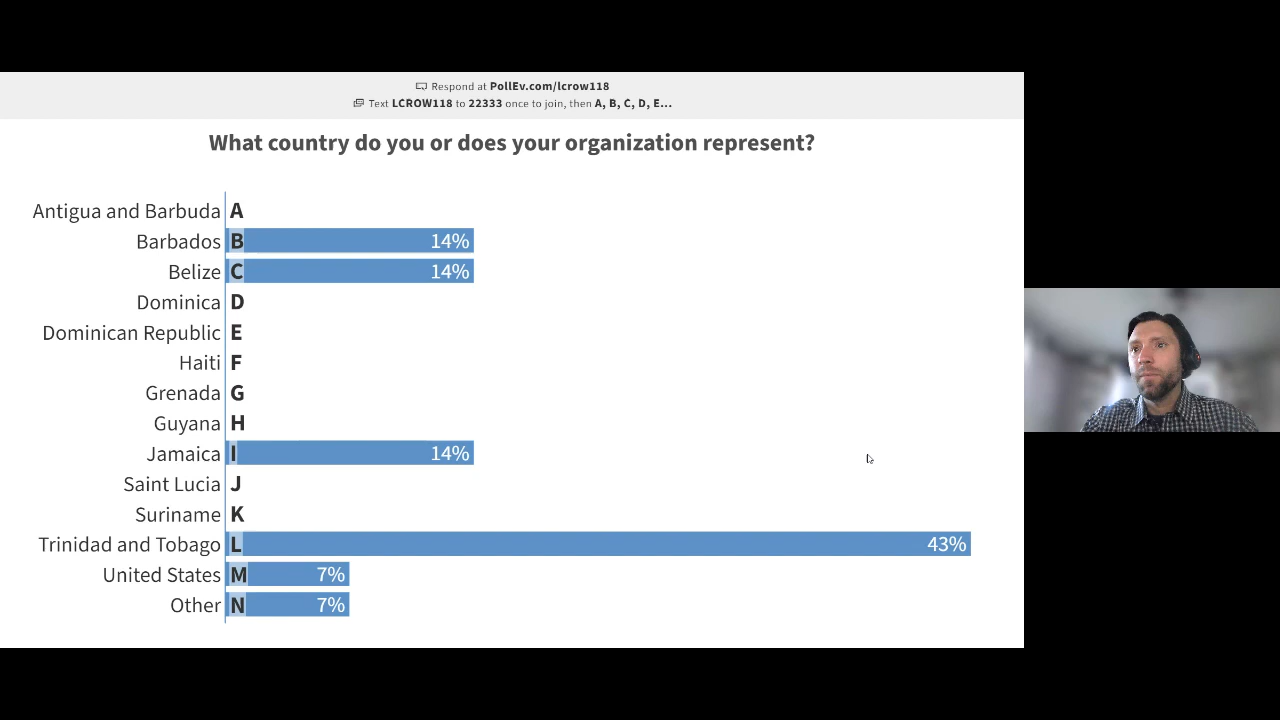 Respond at PollEv.com/lcrow118
Text LCROW118 to 22333 once to join, then A, B, C, D, E...
What country do you or does your organization represent?
Antigua and Barbuda A
Barbados B 14%
Belize C 14%
Dominica D
Dominican Republic E
Haiti F
Grenada G
Guyana H
Jamaica I 14%
Saint Lucia J
Suriname K
Trinidad and Tobago L 43%
United States M 7%
Other N 7%